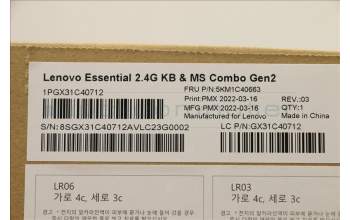 Lenovo Essential 2.4G KB & MS Combo Gen2
1PGX31C40712
FRU P/N:5KM1C40663
Print PMX:2022-03-16
REV.:03
MFG PMX:2022-03-16
QTY:1
Manufactured for Lenovo
Made in China
S/N:8SGX31C40712AVLC23G0002
LC P/N:GX31C40712
LR06
가로 4c, 세로 3c
LR03
가로 4c, 세로 3c